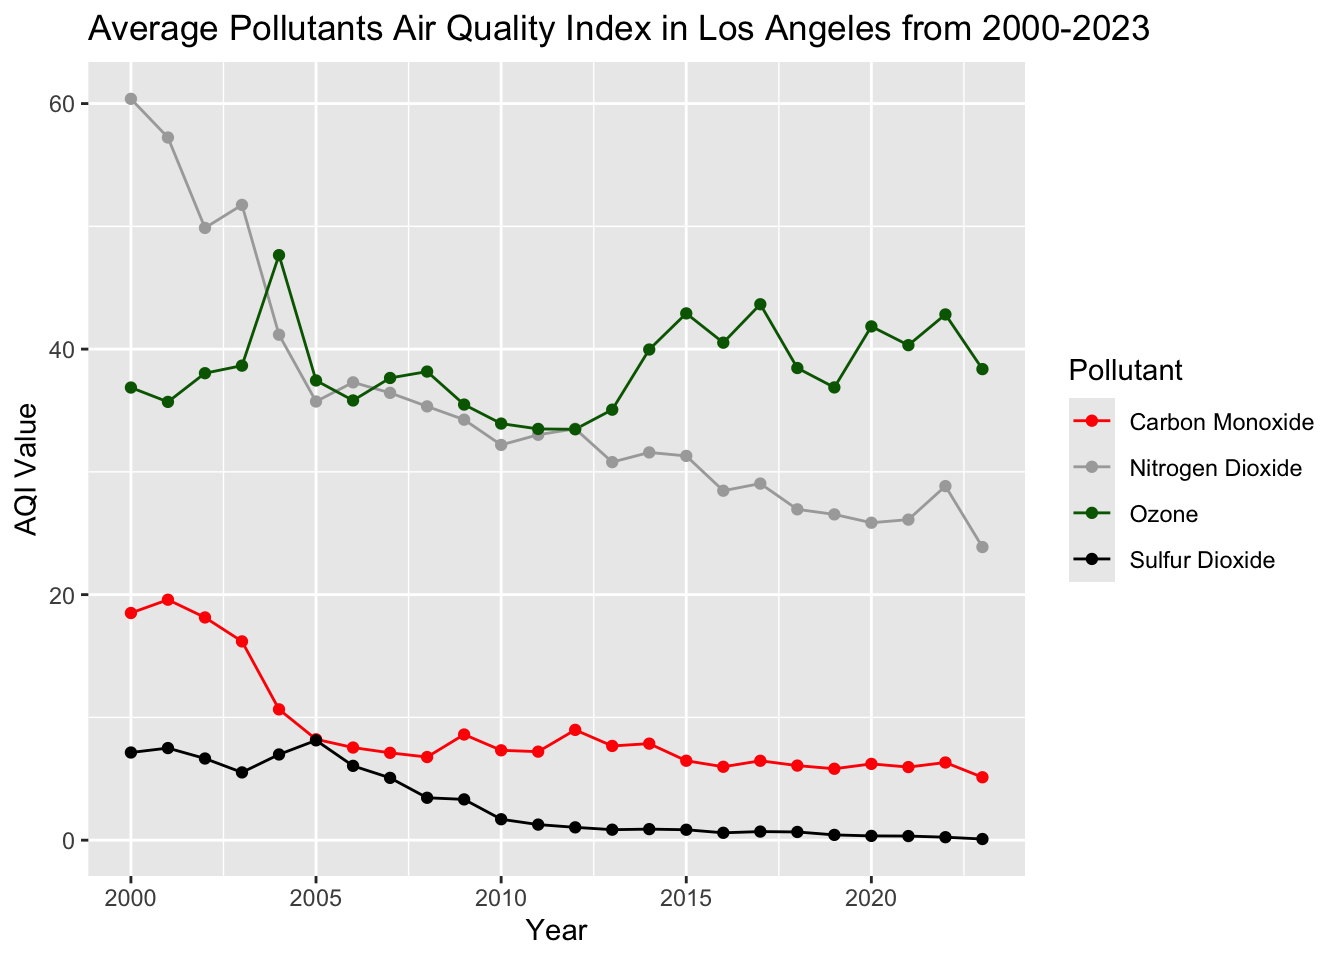 Average Pollutants Air Quality Index in Los Angeles from 2000-2023
AQI Value
60
40
20
0
2000 2005 2010 2015 2020
Year
Pollutant
Carbon Monoxide
Nitrogen Dioxide
Ozone
Sulfur Dioxide